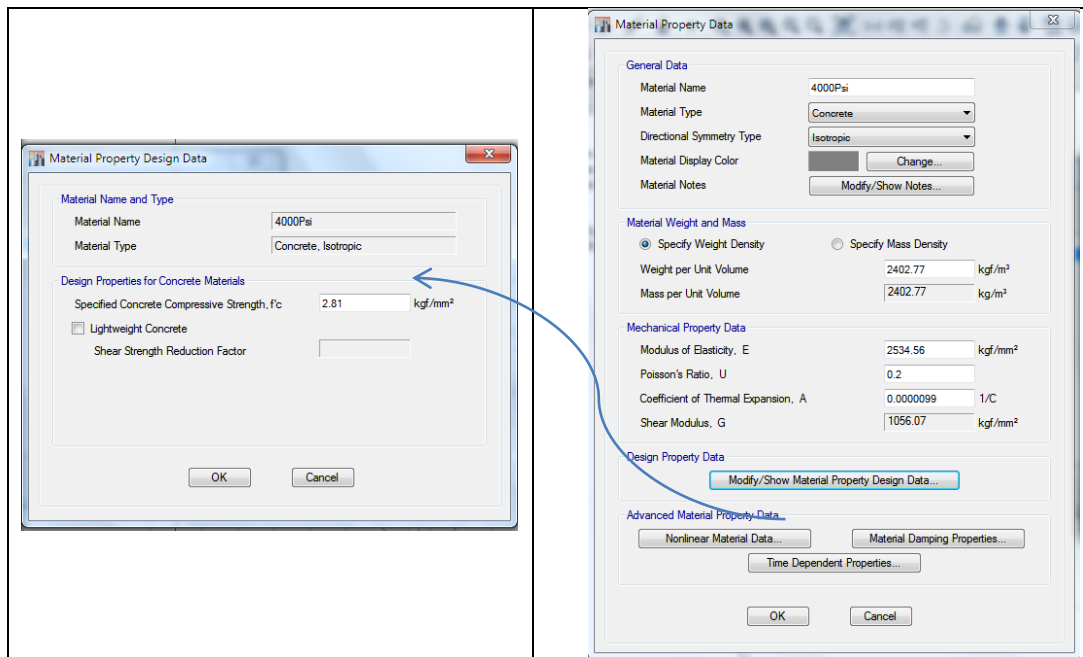 Material Property Design Data
Material Name and Type
Material Name 4000Psi
Material Type Concrete, Isotropic
Design Properties for Concrete Materials
Specified Concrete Compressive Strength, f'c 2.81 kgf/mm²
Lightweight Concrete
Shear Strength Reduction Factor
OK Cancel
Material Property Data
General Data
Material Name 4000Psi
Material Type Concrete
Directional Symmetry Type Isotropic
Material Display Color Change...
Material Notes Modify/Show Notes...
Material Weight and Mass
Specify Weight Density Specify Mass Density
Weight per Unit Volume 2402.77 kgf/m³
Mass per Unit Volume 2402.77 kg/m³
Mechanical Property Data
Modulus of Elasticity, E 2534.56 kgf/mm²
Poisson's Ratio, U 0.2
Coefficient of Thermal Expansion, A 0.0000099 1/C
Shear Modulus, G 1056.07 kgf/mm²
Design Property Data
Modify/Show Material Property Design Data...
Advanced Material Property Data
Nonlinear Material Data... Material Damping Properties...
Time Dependent Properties...
OK Cancel